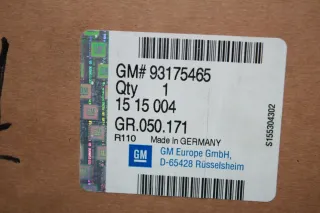 GM# 93175465
Qty 1
15 15 004
GR.050.171
R110 Made in GERMANY
GM
GM Europe GmbH,
D-65428 Rüsselsheim
S155304302